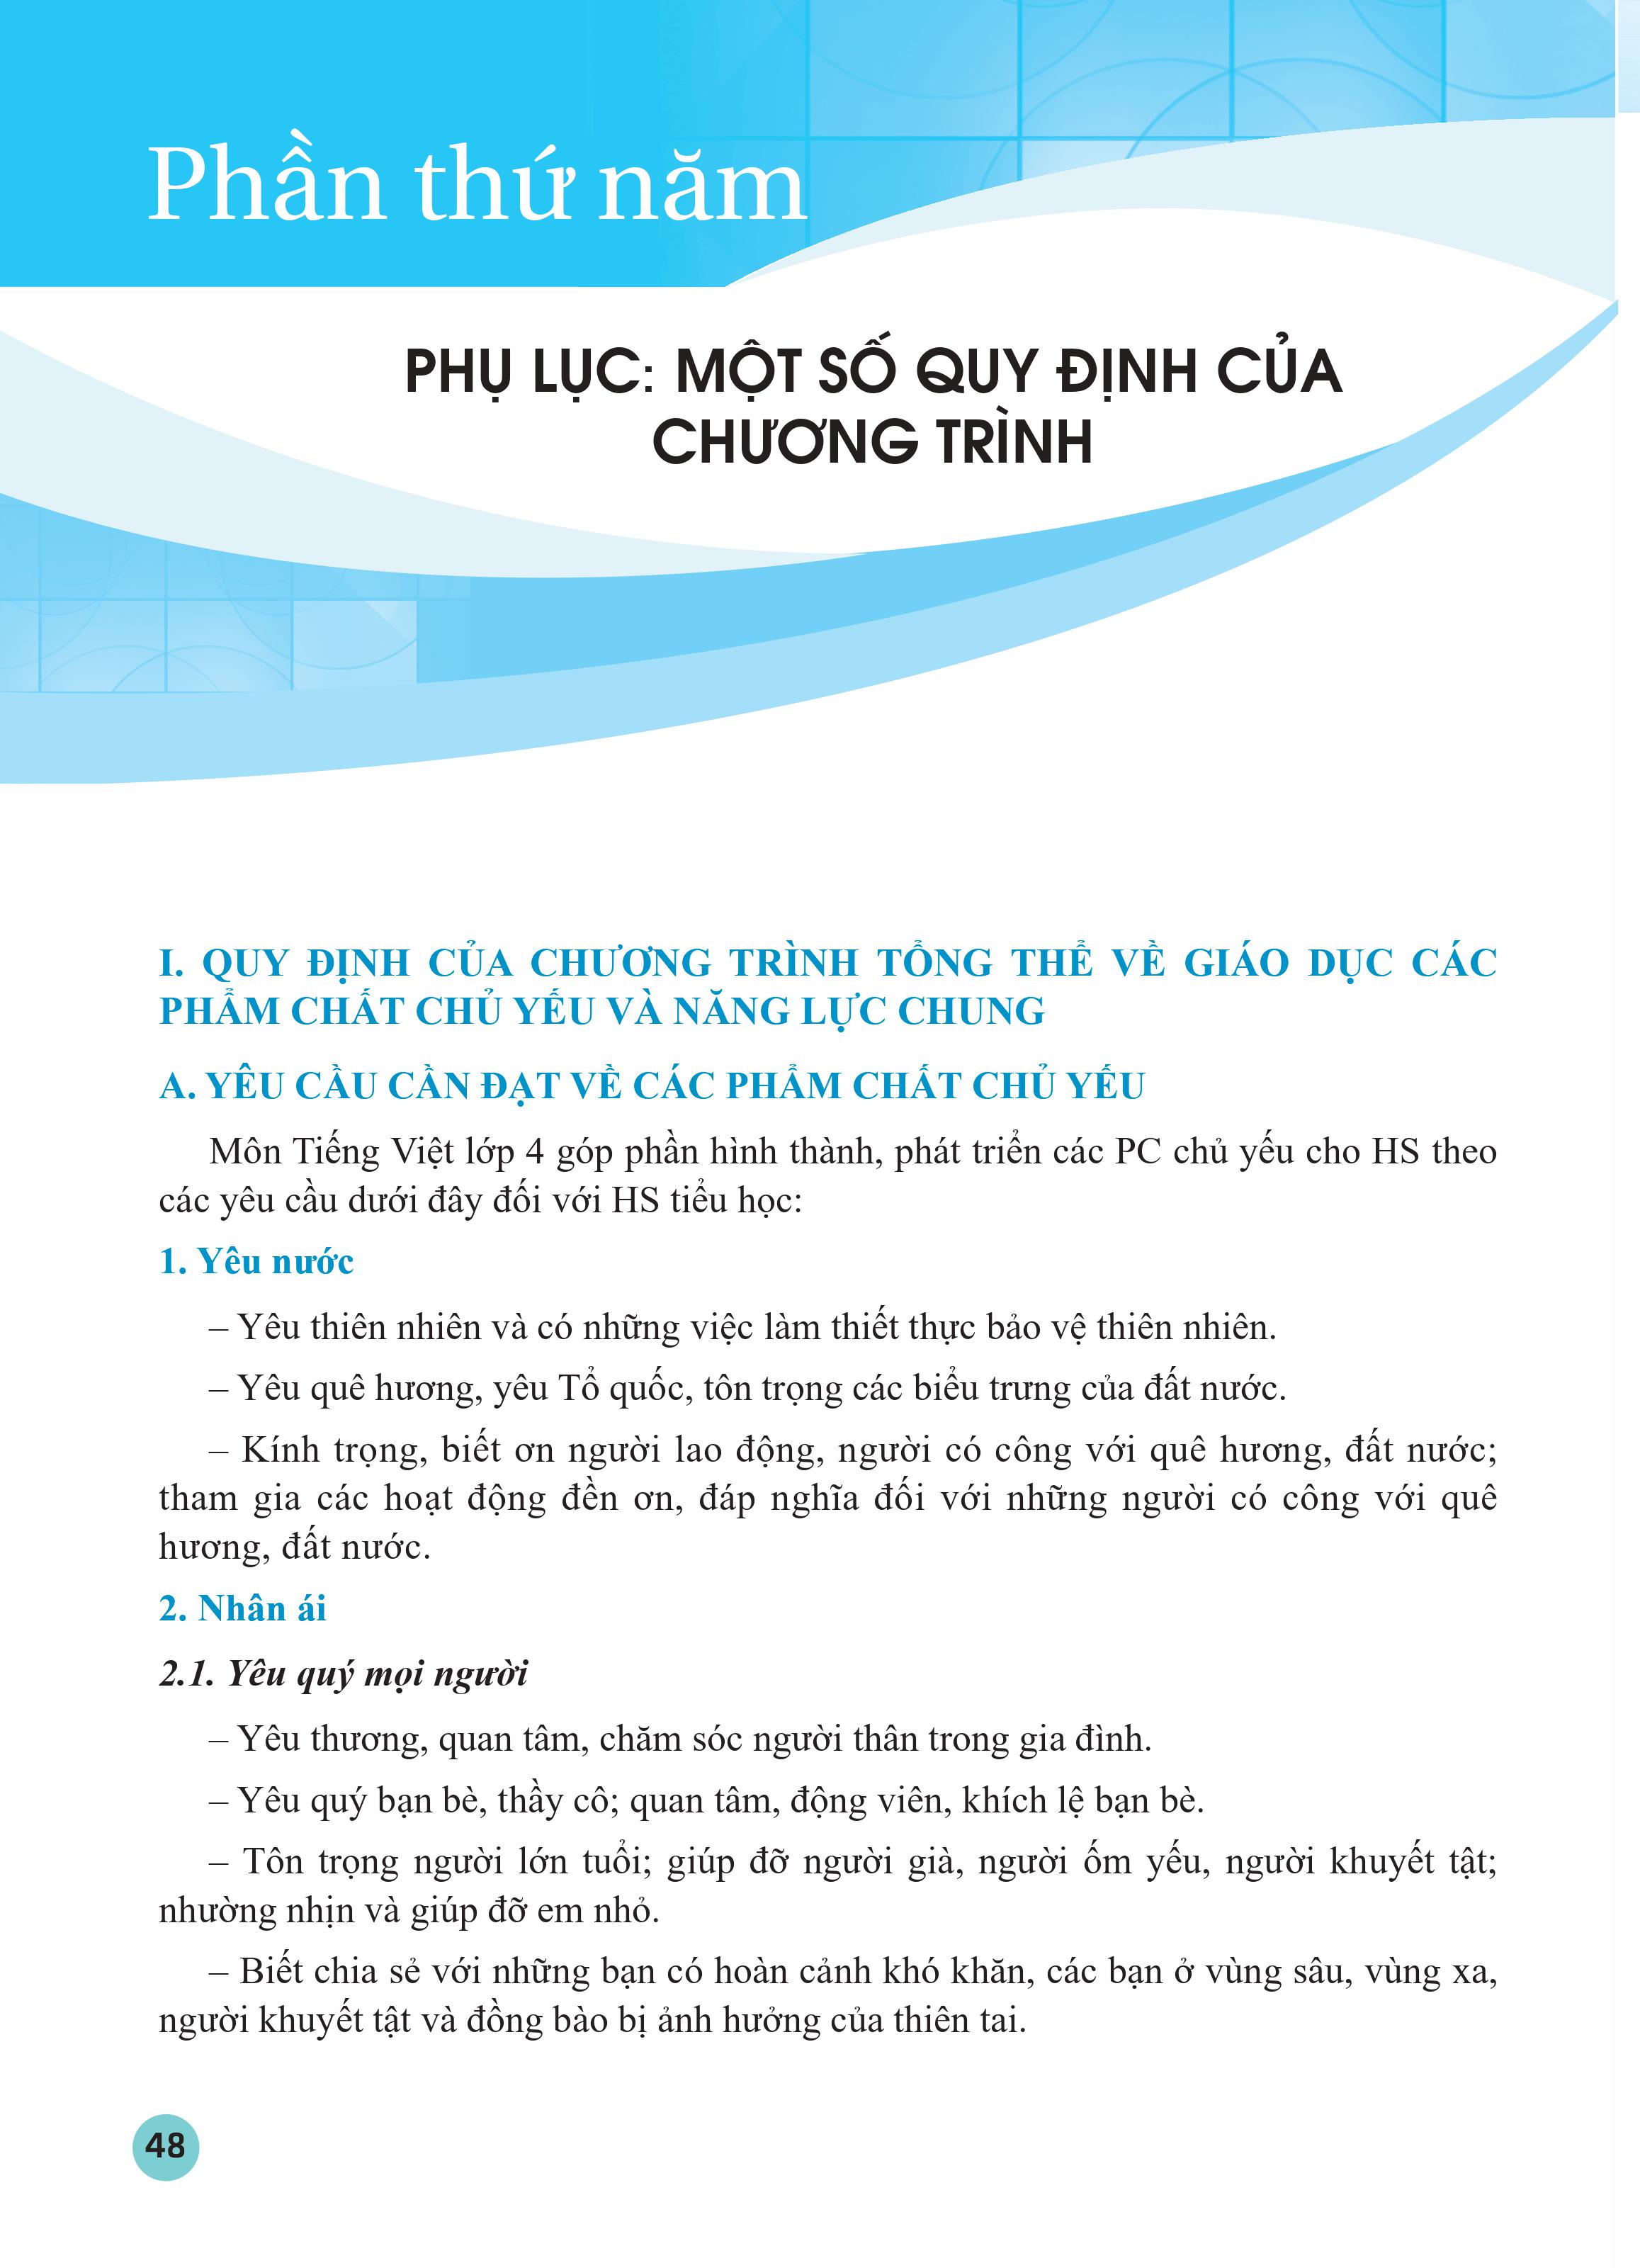 Phần thứ năm
PHỤ LỤC: MỘT SỐ QUY ĐỊNH CỦA
CHƯƠNG TRÌNH
I. QUY ĐỊNH CỦA CHƯƠNG TRÌNH TỔNG THỂ VỀ GIÁO DỤC CÁC
PHẨM CHẤT CHỦ YẾU VÀ NĂNG LỰC CHUNG
A. YÊU CẦU CẦN ĐẠT VỀ CÁC PHẨM CHẤT CHỦ YẾU
Môn Tiếng Việt lớp 4 góp phần hình thành, phát triển các PC chủ yếu cho HS theo
các yêu cầu dưới đây đối với HS tiểu học:
1. Yêu nước
– Yêu thiên nhiên và có những việc làm thiết thực bảo vệ thiên nhiên.
– Yêu quê hương, yêu Tổ quốc, tôn trọng các biểu trưng của đất nước.
– Kính trọng, biết ơn người lao động, người có công với quê hương, đất nước;
tham gia các hoạt động đền ơn, đáp nghĩa đối với những người có công với quê
hương, đất nước.
2. Nhân ái
2.1. Yêu quý mọi người
– Yêu thương, quan tâm, chăm sóc người thân trong gia đình.
– Yêu quý bạn bè, thầy cô; quan tâm, động viên, khích lệ bạn bè.
– Tôn trọng người lớn tuổi; giúp đỡ người già, người ốm yếu, người khuyết tật;
nhường nhịn và giúp đỡ em nhỏ.
– Biết chia sẻ với những bạn có hoàn cảnh khó khăn, các bạn ở vùng sâu, vùng xa,
người khuyết tật và đồng bào bị ảnh hưởng của thiên tai.
48